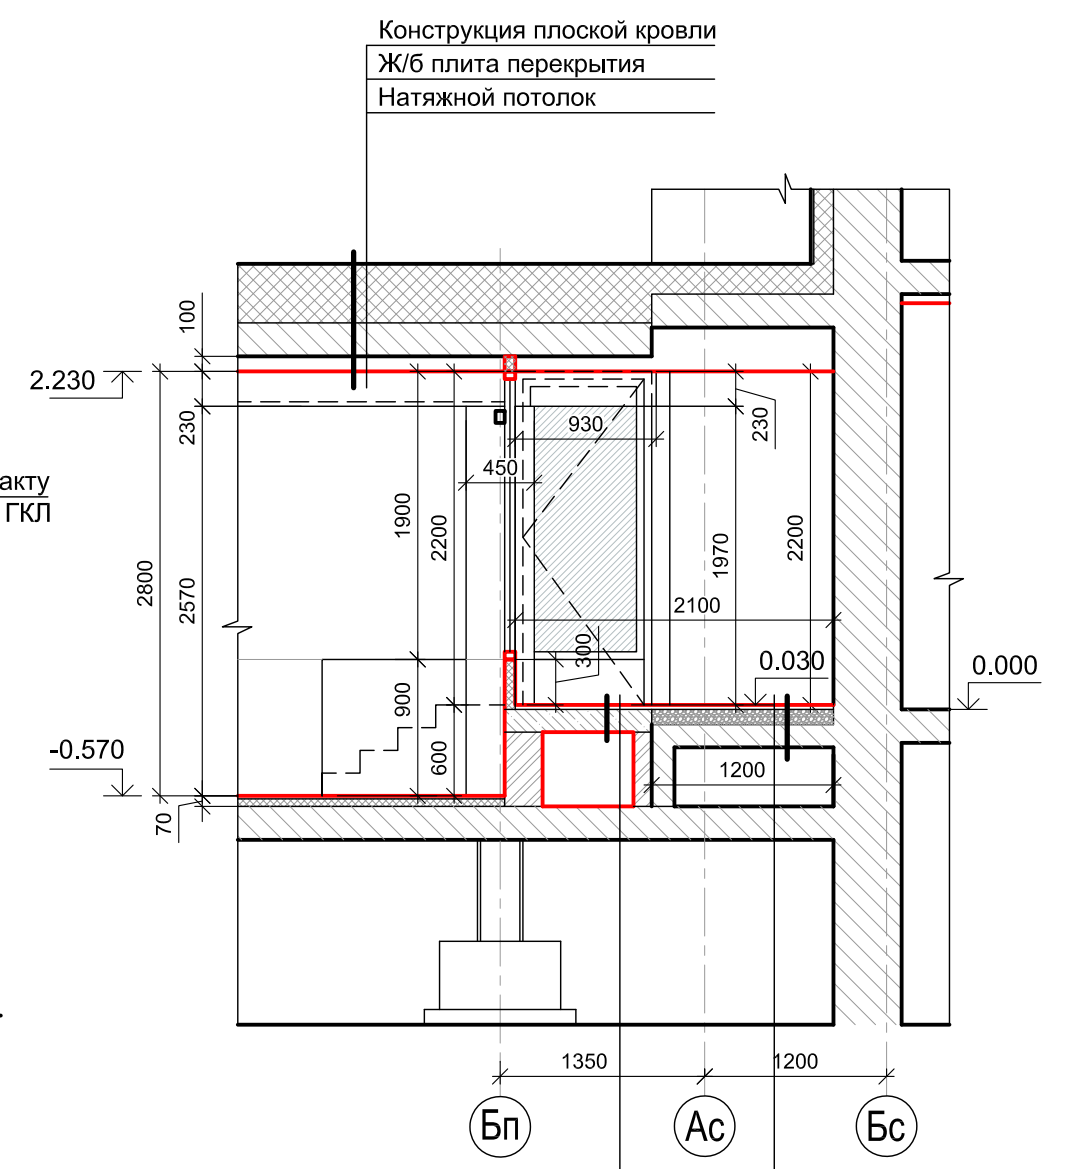 Конструкция плоской кровли
Ж/б плита перекрытия
Натяжной потолок
100
2.230
230
230
930
450
акту
ГКЛ
1900
2200
1970
2200
2800
2570
2100
300
0.030
0.000
900
-0.570
600
1200
70
1350
1200
Бп
Ас
Бс